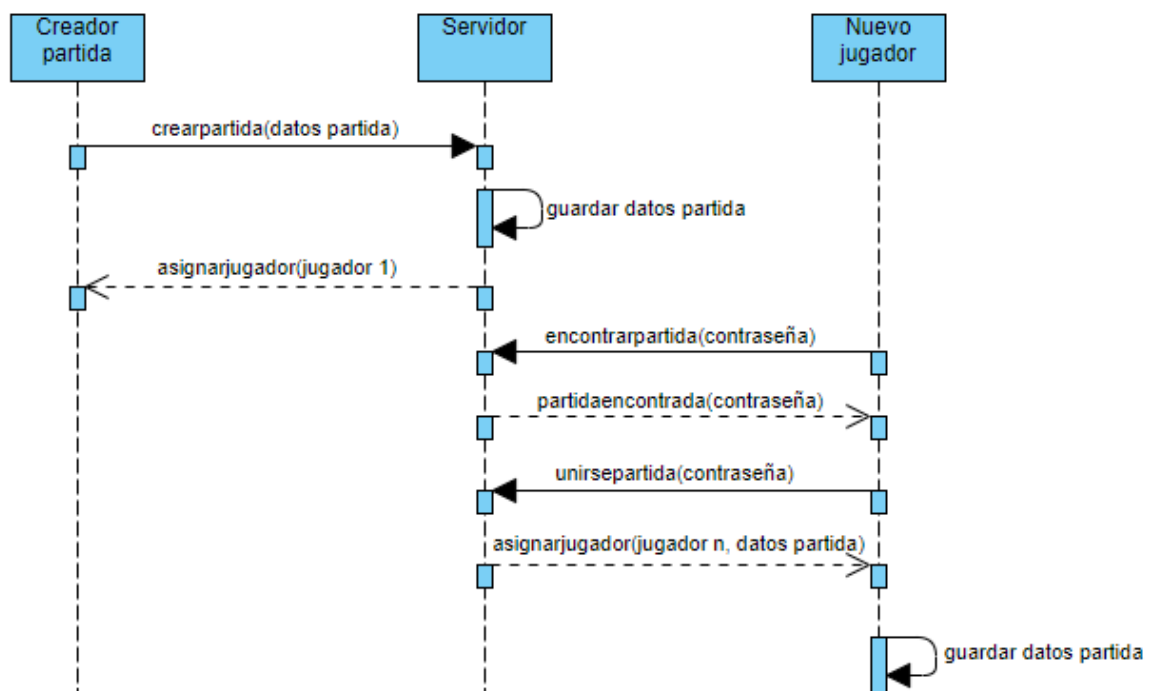 Creador
partida
Servidor
Nuevo
jugador
crearpartida(datos partida)
guardar datos partida
asignarjugador(jugador 1)
encontrarpartida(contraseña)
partidaencontrada(contraseña)
unirsepartida(contraseña)
asignarjugador(jugador n, datos partida)
guardar datos partida